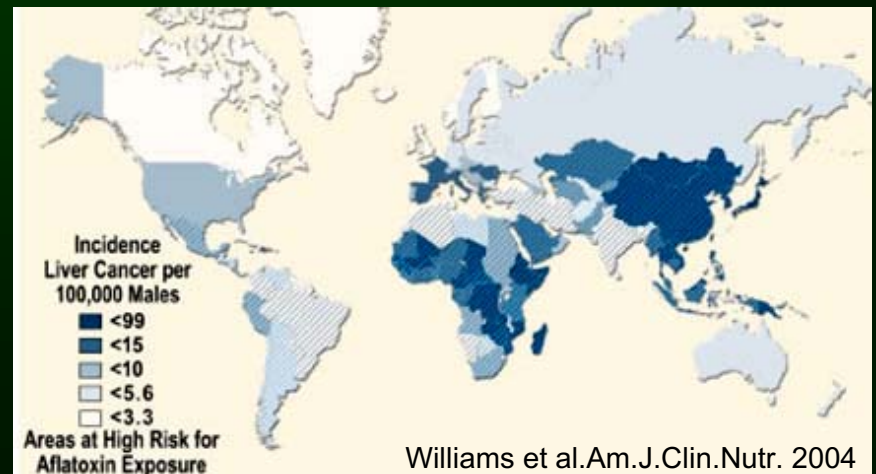 Incidence
Liver Cancer per
100,000 Males
<99
<15
<10
<5.6
<3.3
Areas at High Risk for
Aflatoxin Exposure
Williams et al.Am.J.Clin.Nutr. 2004